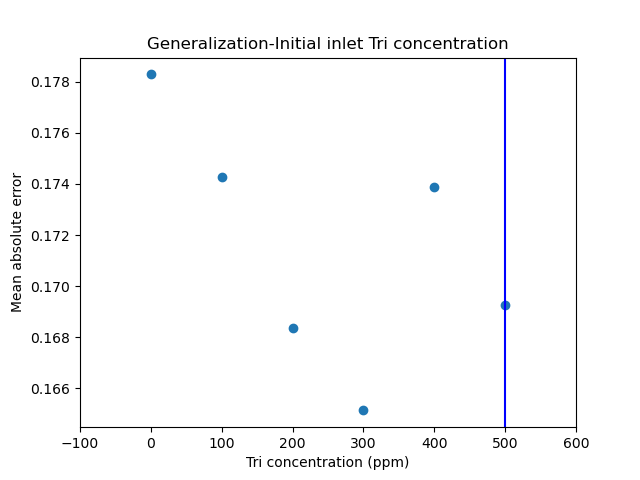 Generalization-Initial inlet Tri concentration
Mean absolute error
0.178
0.176
0.174
0.172
0.170
0.168
0.166
−100 0 100 200 300 400 500 600
Tri concentration (ppm)